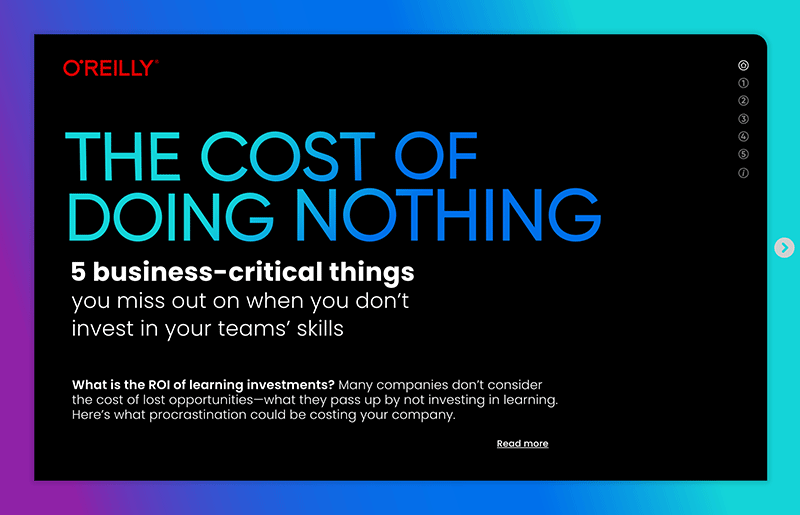 O'REILLY®
THE COST OF
DOING NOTHING
5 business-critical things
you miss out on when you don’t
invest in your teams’ skills
What is the ROI of learning investments? Many companies don’t consider
the cost of lost opportunities—what they pass up by not investing in learning.
Here’s what procrastination could be costing your company.
Read more
1
2
3
4
5
i